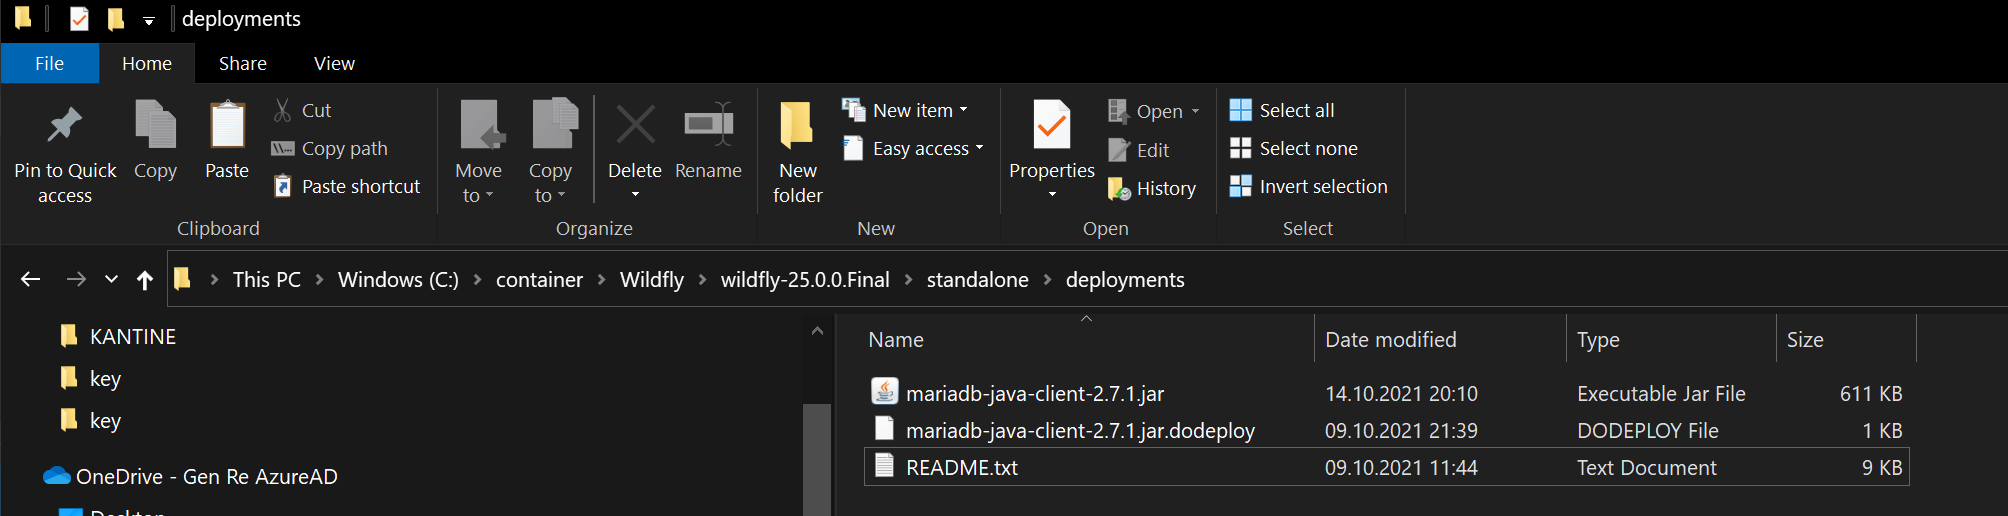 deployments
File Home Share View
Pin to Quick access
Copy
Paste
Cut
Copy path
Paste shortcut
Clipboard
Move to
Copy to
Delete
Rename
Organize
New folder
New item
Easy access
New
Properties
Open
Edit
History
Open
Select all
Select none
Invert selection
Select
This PC > Windows (C:) > container > Wildfly > wildfly-25.0.0.Final > standalone > deployments
KANTINE
key
key
OneDrive - Gen Re AzureAD
Desktop
Name Date modified Type Size
mariadb-java-client-2.7.1.jar 14.10.2021 20:10 Executable Jar File 611 KB
mariadb-java-client-2.7.1.jar.dodeploy 09.10.2021 21:39 DODEPLOY File 1 KB
README.txt 09.10.2021 11:44 Text Document 9 KB